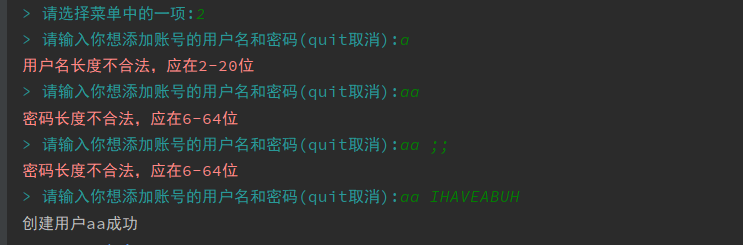 > 请选择菜单中的一项:2
> 请输入你想添加账号的用户名和密码(quit取消):a
用户名长度不合法，应在2-20位
> 请输入你想添加账号的用户名和密码(quit取消):aa
密码长度不合法，应在6-64位
> 请输入你想添加账号的用户名和密码(quit取消):aa ;;
密码长度不合法，应在6-64位
> 请输入你想添加账号的用户名和密码(quit取消):aa IHAVEABUH
创建用户aa成功